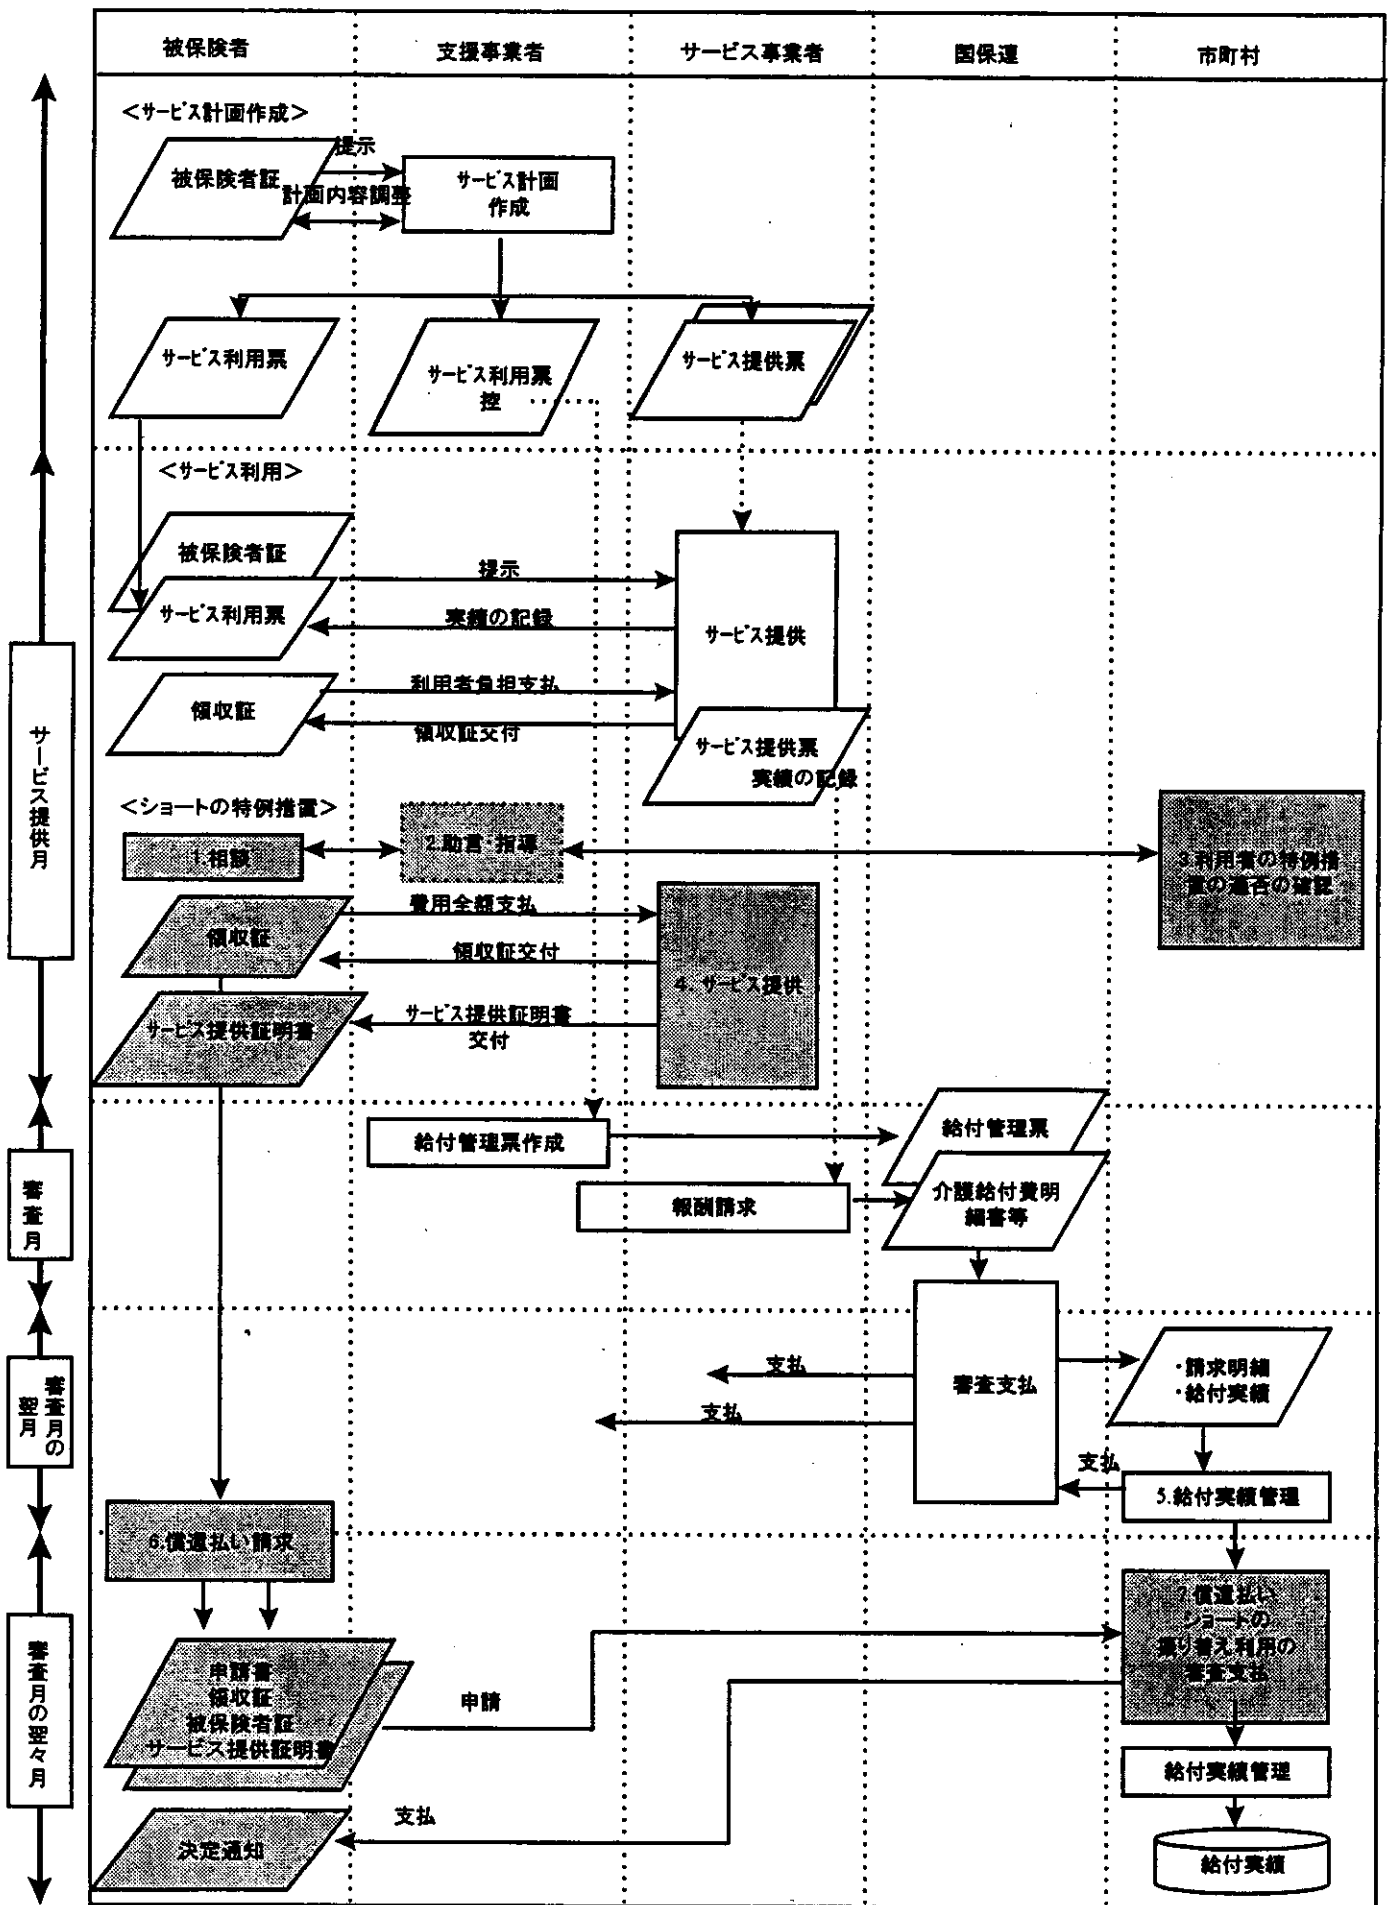 被保険者
支援事業者
サービス事業者
国保連
市町村
＜サービス計画作成＞
被保険者証
提示
計画内容調整
サービス計画
作成
サービス利用票
サービス利用票
控
サービス提供票
＜サービス利用＞
被保険者証
サービス利用票
提示
実績の記録
サービス提供
領収証
利用者負担支払
領収証交付
サービス提供票
実績の記録
サービス提供月
＜ショートの特例措置＞
1.相談
2.助言・指導
3.利用者の特例措
置の適否の確認
領収証
費用全額支払
領収証交付
4. サービス提供
サービス提供証明書
サービス提供証明書
交付
審査月
給付管理票作成
給付管理票
報酬請求
介護給付費明
細書等
審査月の
翌月
支払
支払
審査支払
・請求明細
・給付実績
支払
5.給付実績管理
6.償還払い請求
7.償還払い
ショートの
振り替え利用の
審査支払
審査月の翌々月
申請書
領収証
被保険者証
サービス提供証明書
申請
給付実績管理
支払
決定通知
給付実績